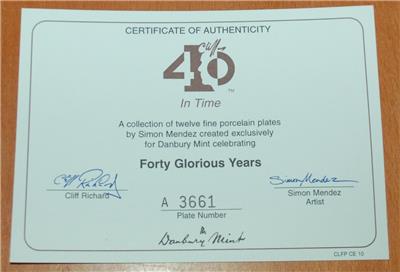 CERTIFICATE OF AUTHENTICITY
Cliff
40
TM
In Time
A collection of twelve fine porcelain plates
by Simon Mendez created exclusively
for Danbury Mint celebrating
Forty Glorious Years
Cliff Richard
Cliff Richard
A 3661
Plate Number
Simon Mendez
Simon Mendez
Artist
Danbury Mint
CLFP CE 10